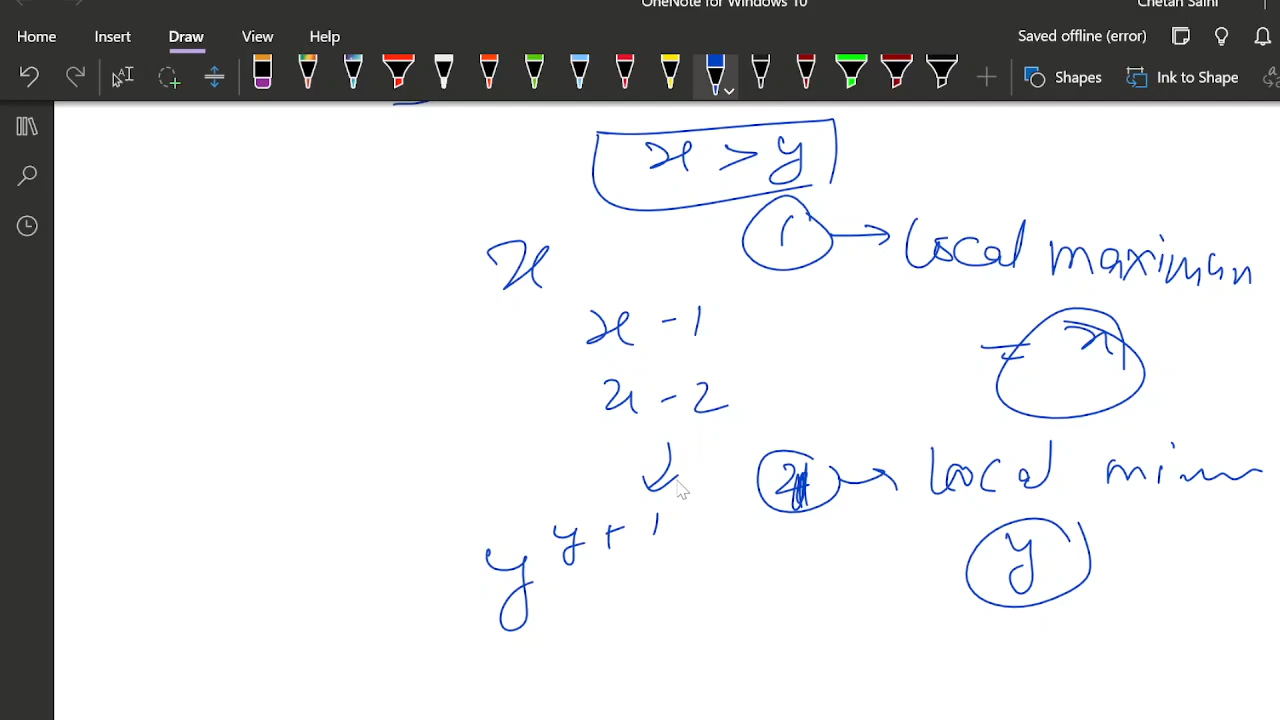 OneNote for Windows 10
Chetan Saini
Home Insert Draw View Help
Saved offline (error)
Shapes
Ink to Shape
x > y
1 → local maximum
x
x - 1
= x
x - 2
2 → local min
y + 1
y
y